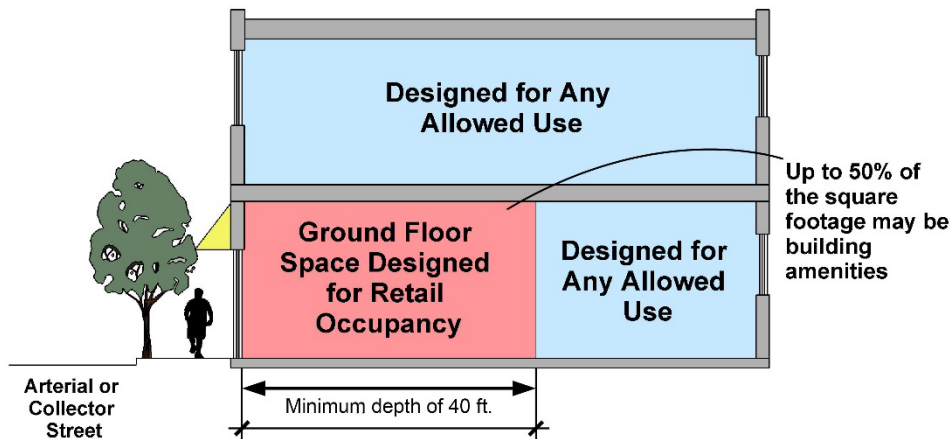 Designed for Any
Allowed Use
Up to 50% of
the square
footage may be
building
amenities
Ground Floor
Space Designed
for Retail
Occupancy
Designed for
Any Allowed
Use
Arterial or
Collector
Street
Minimum depth of 40 ft.